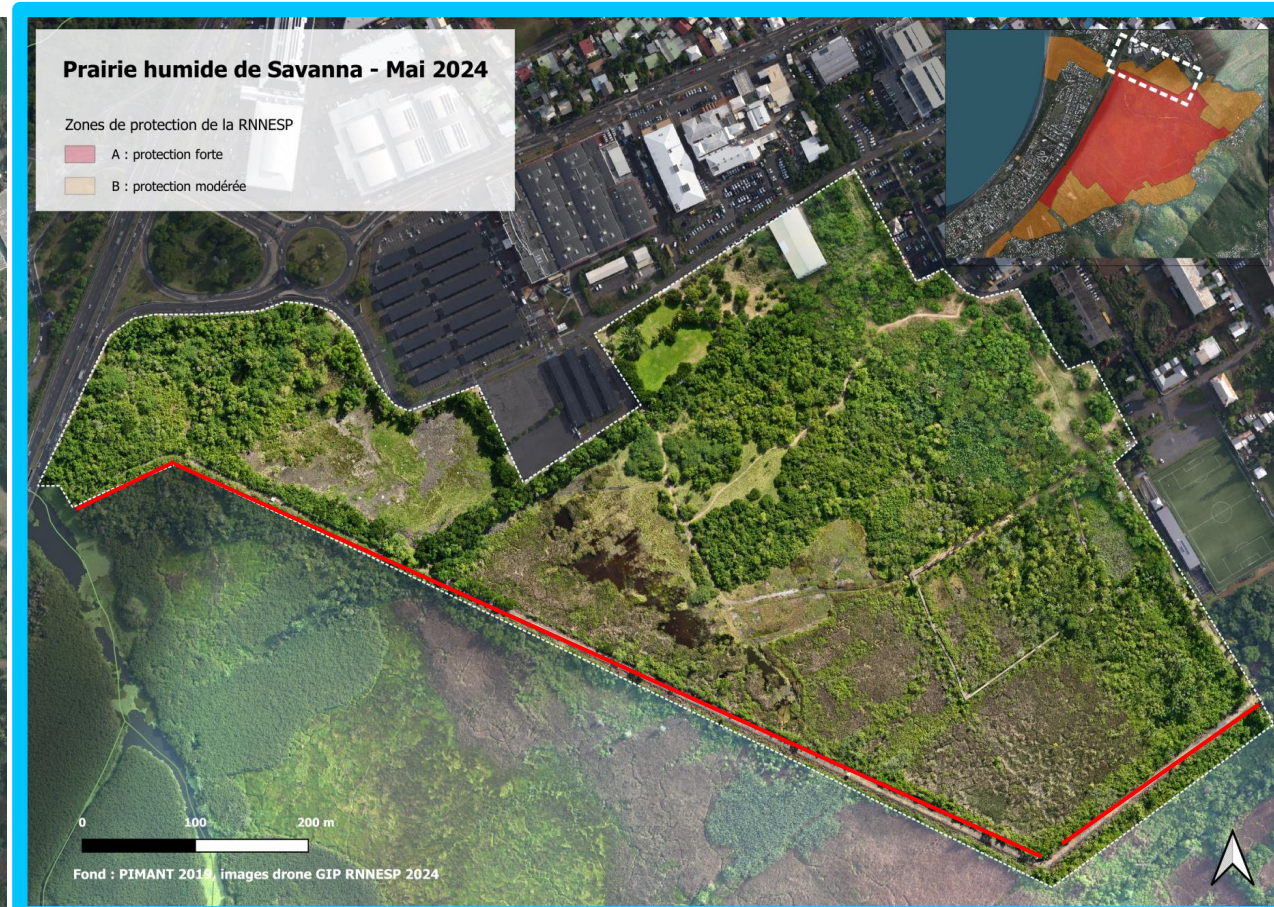 Prairie humide de Savanna - Mai 2024
Zones de protection de la RNNESP
A : protection forte
B : protection modérée
0 100 200 m
Fond : PIMANT 2019, images drone GIP RNNESP 2024